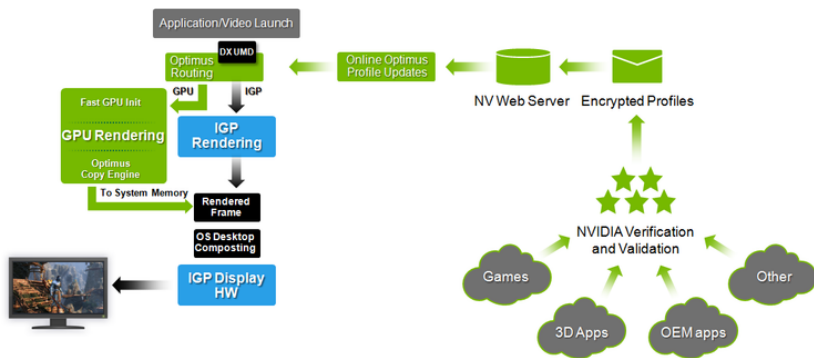 Application/Video Launch
DX UMD
Optimus
Routing
Online Optimus
Profile Updates
NV Web Server
Encrypted Profiles
GPU
IGP
Fast GPU Init
GPU Rendering
Optimus
Copy Engine
IGP
Rendering
To System Memory
Rendered
Frame
OS Desktop
Composting
IGP Display
HW
NVIDIA Verification
and Validation
Games
3D Apps
OEM apps
Other